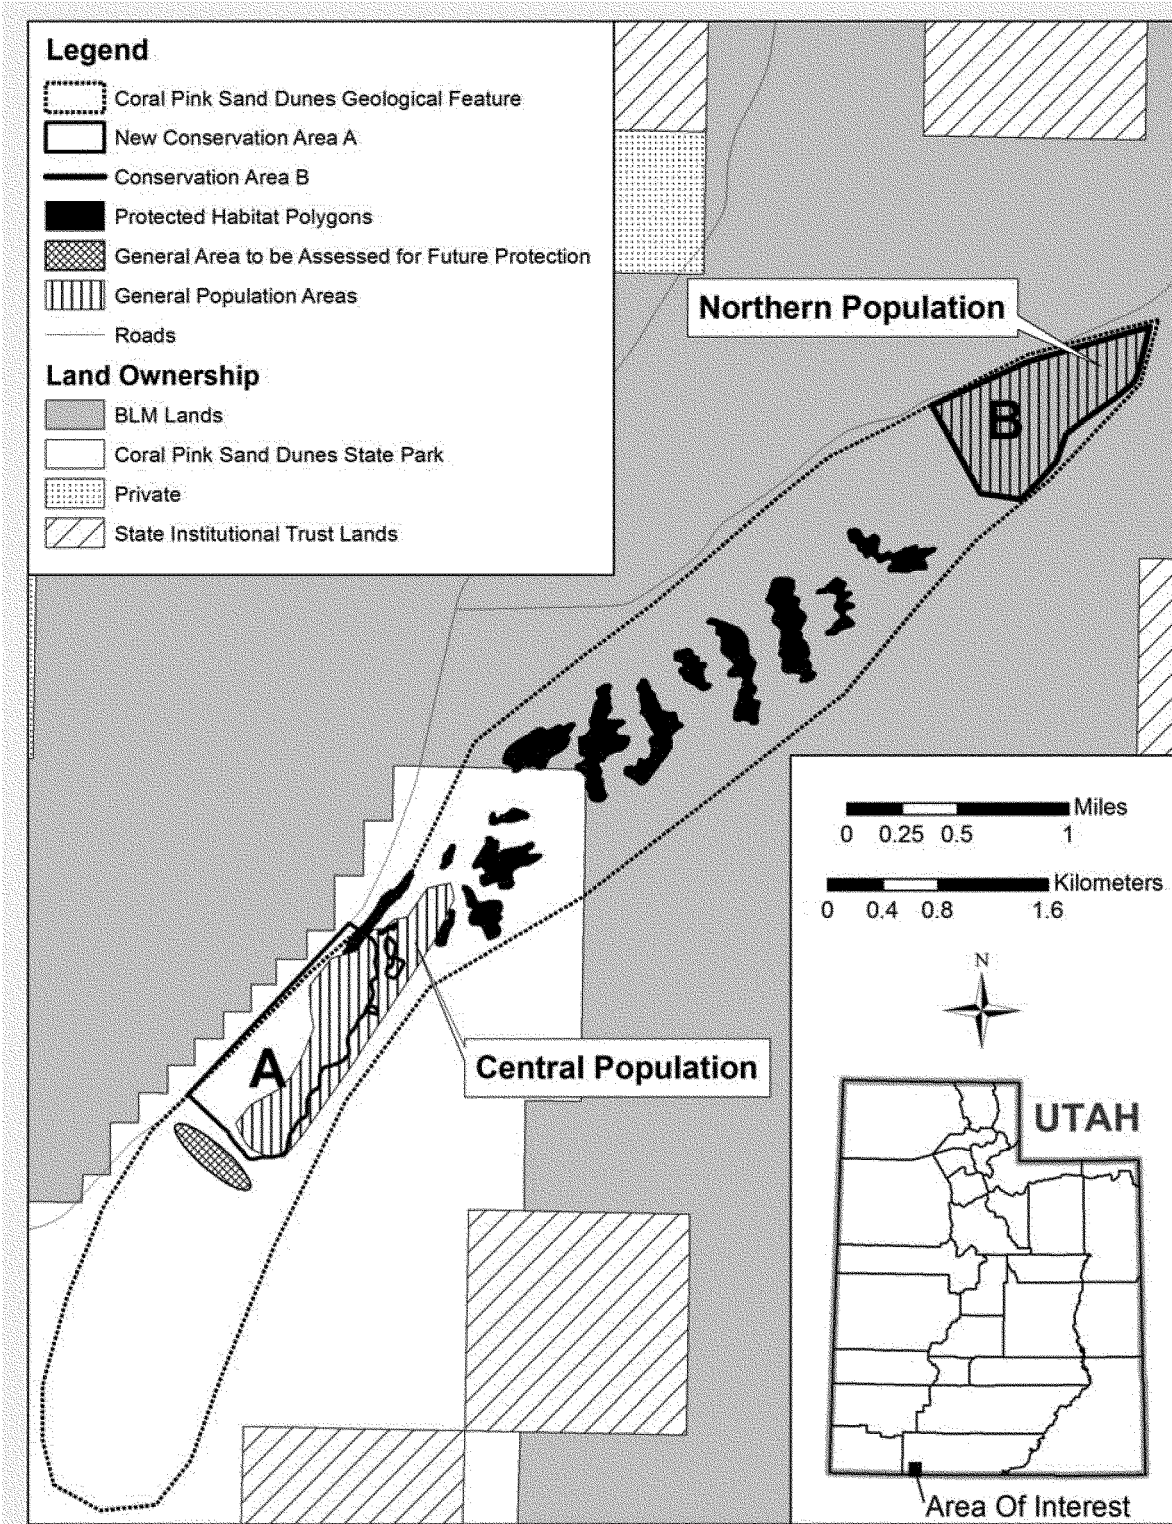 Legend
Coral Pink Sand Dunes Geological Feature
New Conservation Area A
Conservation Area B
Protected Habitat Polygons
General Area to be Assessed for Future Protection
General Population Areas
Roads
Land Ownership
BLM Lands
Coral Pink Sand Dunes State Park
Private
State Institutional Trust Lands
Northern Population
B
A
Central Population
Miles
0 0.25 0.5 1
Kilometers
0 0.4 0.8 1.6
N
UTAH
Area Of Interest